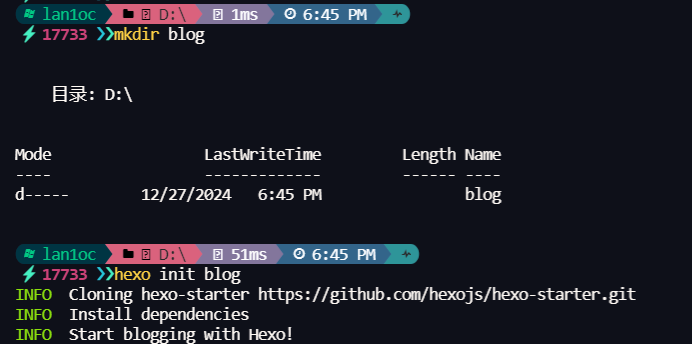 lan1oc D:\ 1ms 6:45 PM
17733 ❯❯mkdir blog
目录: D:\
Mode LastWriteTime Length Name
---- ------------- ------ ----
d----- 12/27/2024 6:45 PM blog
lan1oc D:\ 51ms 6:45 PM
17733 ❯❯hexo init blog
INFO Cloning hexo-starter https://github.com/hexojs/hexo-starter.git
INFO Install dependencies
INFO Start blogging with Hexo!